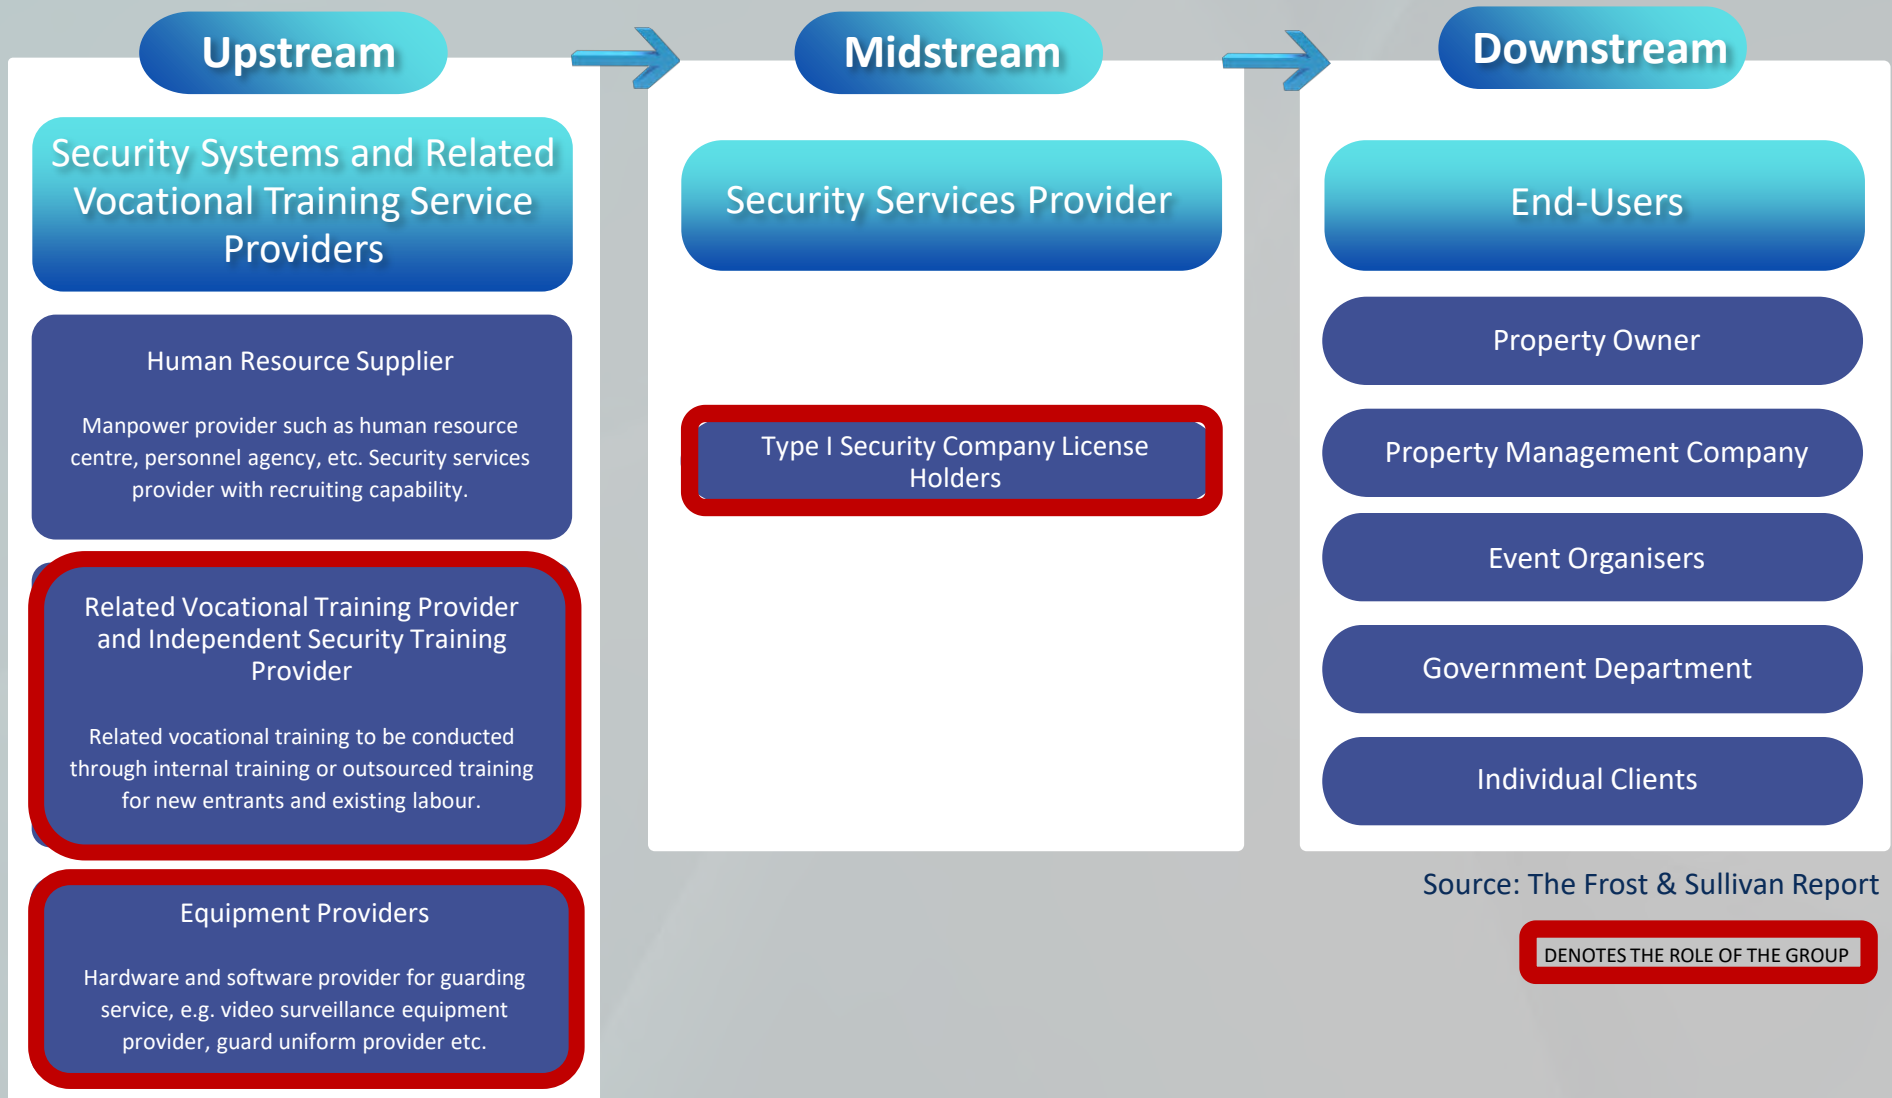 Upstream
Security Systems and Related
Vocational Training Service
Providers
Human Resource Supplier
Manpower provider such as human resource
centre, personnel agency, etc. Security services
provider with recruiting capability.
Related Vocational Training Provider
and Independent Security Training
Provider
Related vocational training to be conducted
through internal training or outsourced training
for new entrants and existing labour.
Equipment Providers
Hardware and software provider for guarding
service, e.g. video surveillance equipment
provider, guard uniform provider etc.
Midstream
Security Services Provider
Type I Security Company License
Holders
Downstream
End-Users
Property Owner
Property Management Company
Event Organisers
Government Department
Individual Clients
Source: The Frost & Sullivan Report
DENOTES THE ROLE OF THE GROUP